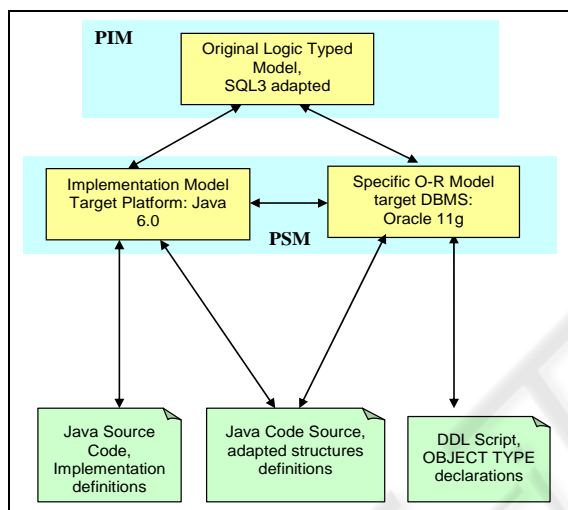 PIM
Original Logic Typed
Model,
SQL3 adapted
Implementation Model
Target Platform: Java
6.0
Specific O-R Model
target DBMS:
Oracle 11g
PSM
Java Source
Code,
Implementation
definitions
Java Code Source,
adapted structures
definitions
DDL Script,
OBJECT TYPE
declarations